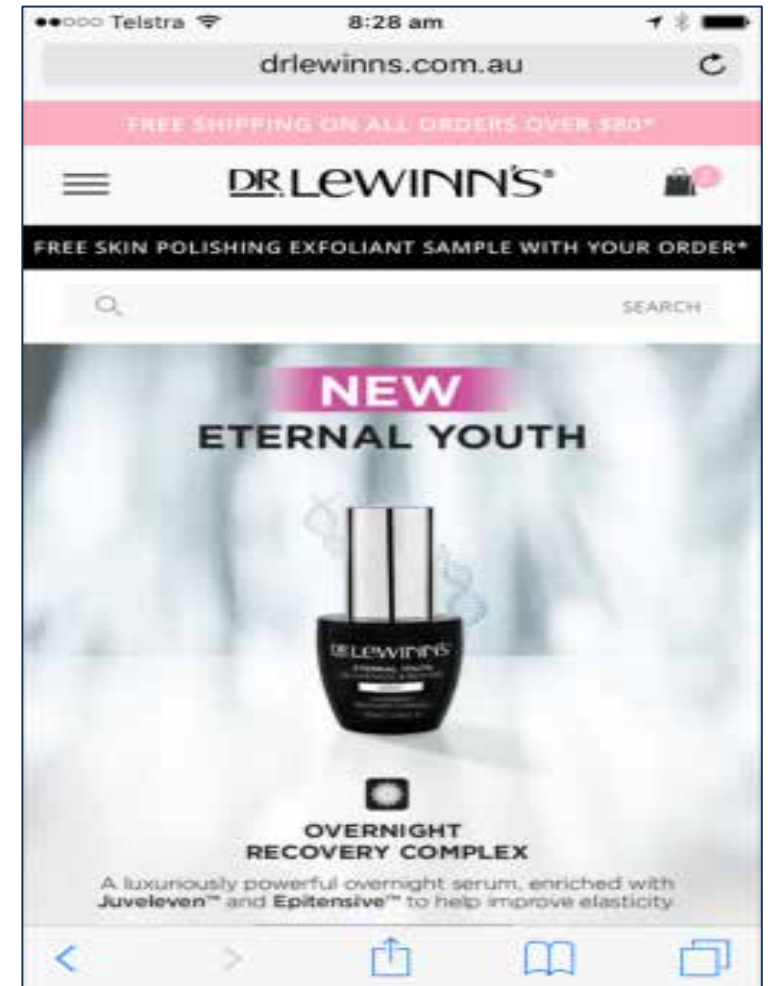 Telstra 8:28 am
drlewinns.com.au
FREE SHIPPING ON ALL ORDERS OVER $80*
DR. LEWINN'S®
FREE SKIN POLISHING EXFOLIANT SAMPLE WITH YOUR ORDER*
SEARCH
NEW
ETERNAL YOUTH
DR. LEWINN'S
ETERNAL YOUTH
OVERNIGHT
RECOVERY COMPLEX
A luxuriously powerful overnight serum, enriched with
Juveleven™ and Epitensive™ to help improve elasticity